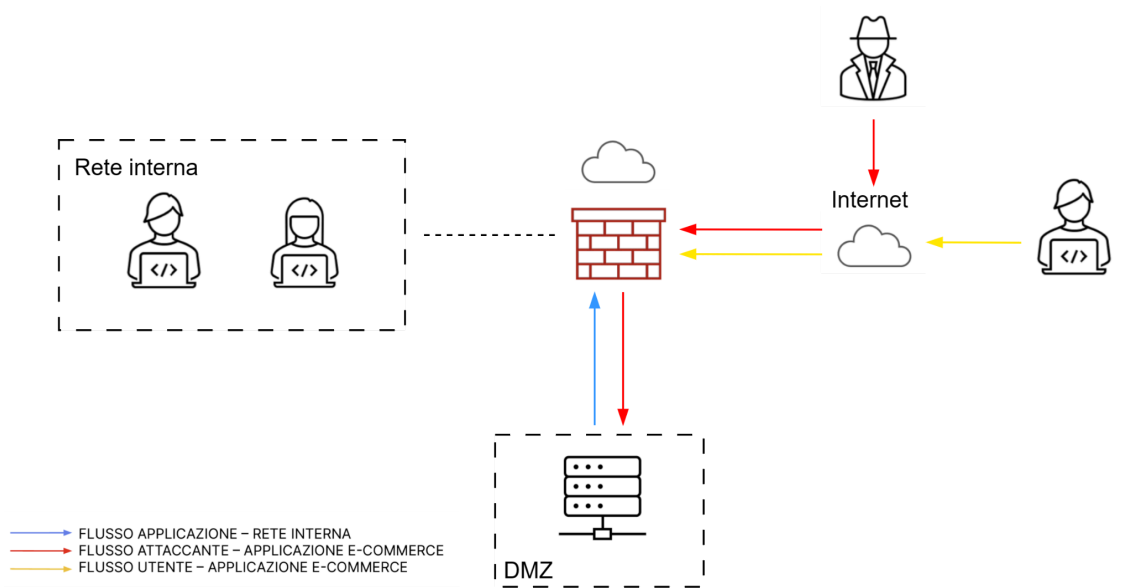 Rete interna
Internet
</>
</>
</>
FLUSSO APPLICAZIONE – RETE INTERNA
FLUSSO ATTACCANTE – APPLICAZIONE E-COMMERCE
FLUSSO UTENTE – APPLICAZIONE E-COMMERCE
DMZ